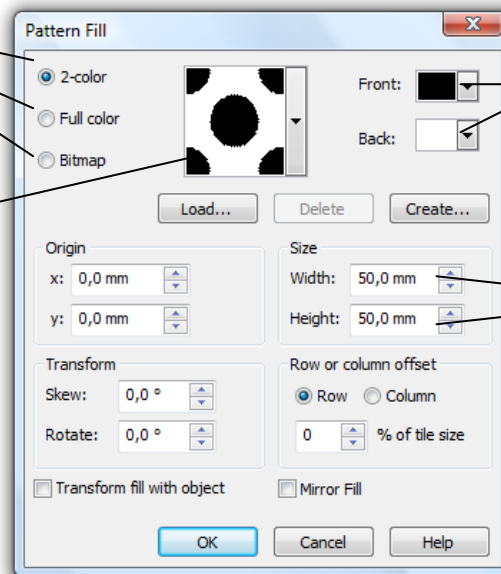 Pattern Fill
2-color
Full color
Bitmap
Front:
Back:
Load...
Delete
Create...
Origin
x: 0,0 mm
y: 0,0 mm
Size
Width: 50,0 mm
Height: 50,0 mm
Transform
Skew: 0,0 °
Rotate: 0,0 °
Row or column offset
Row Column
0 % of tile size
Transform fill with object
Mirror Fill
OK
Cancel
Help